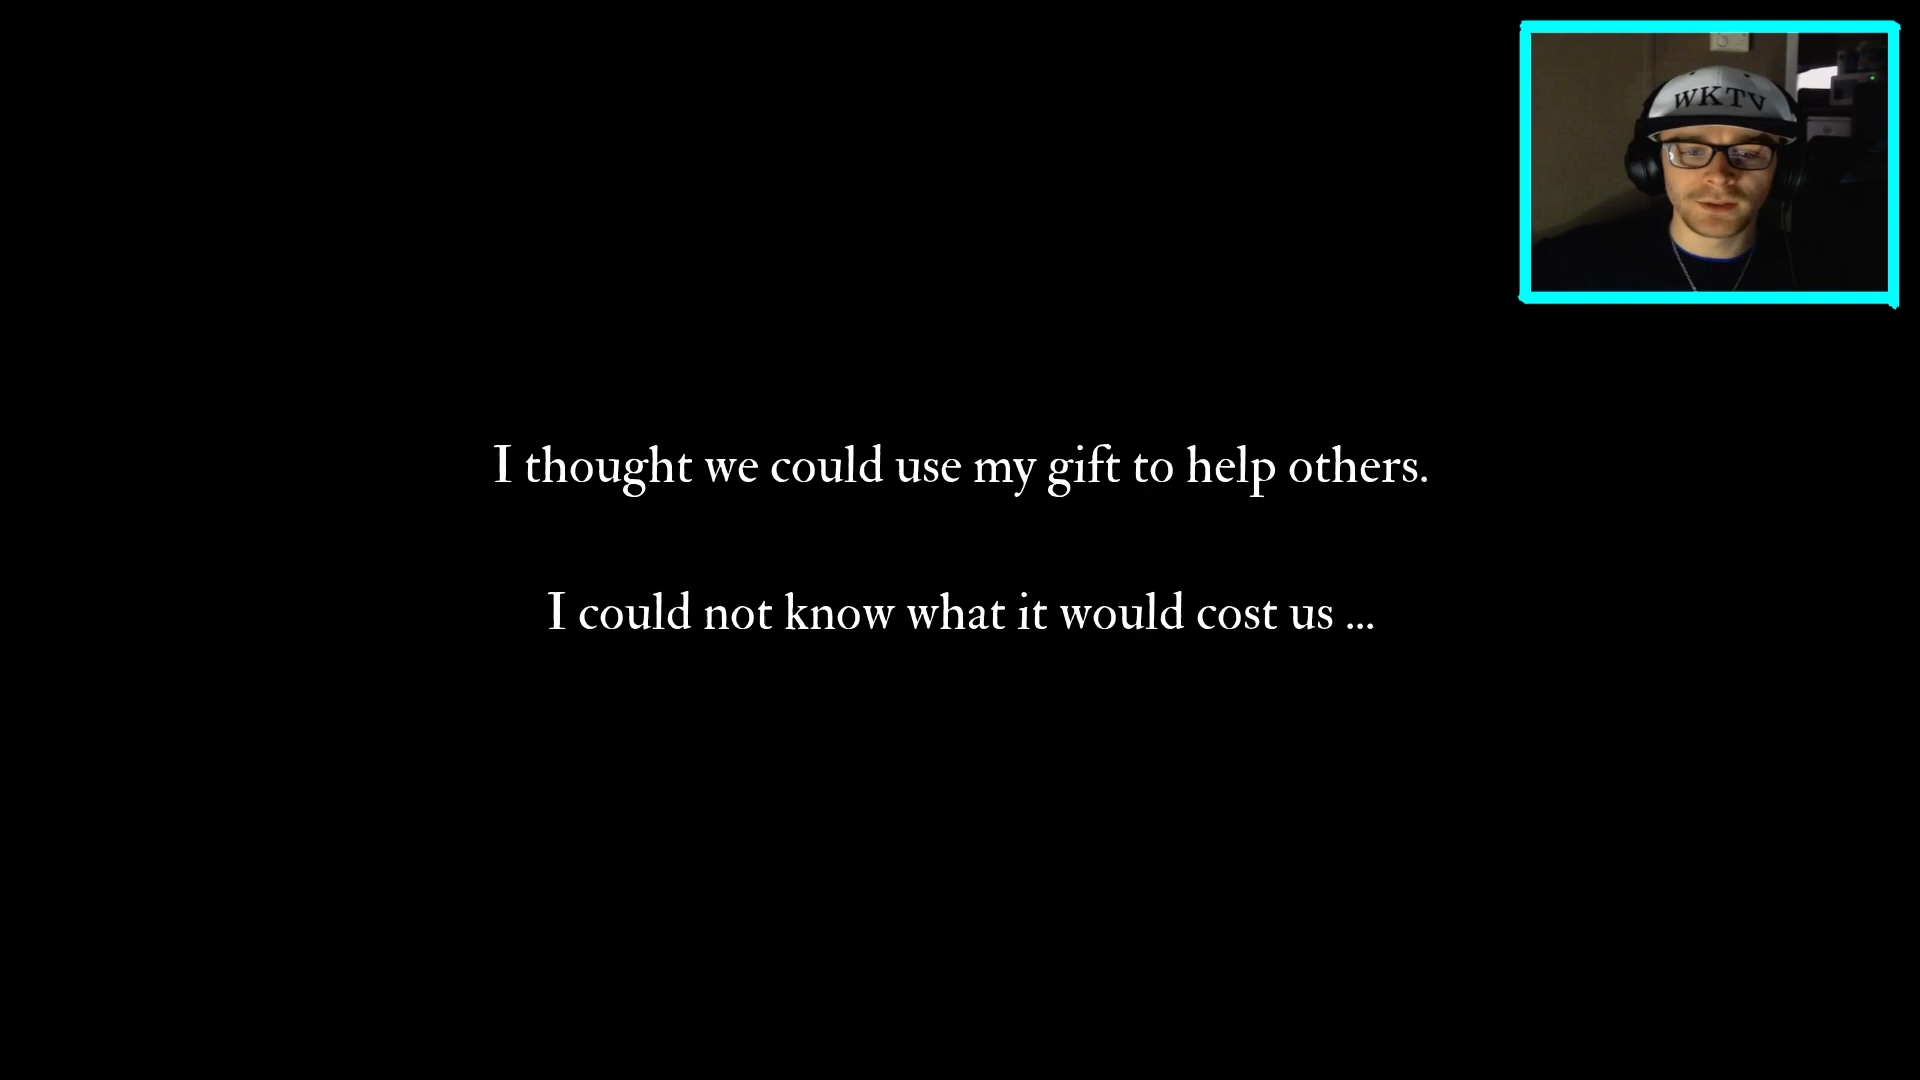 WKTV
I thought we could use my gift to help others.
I could not know what it would cost us ...